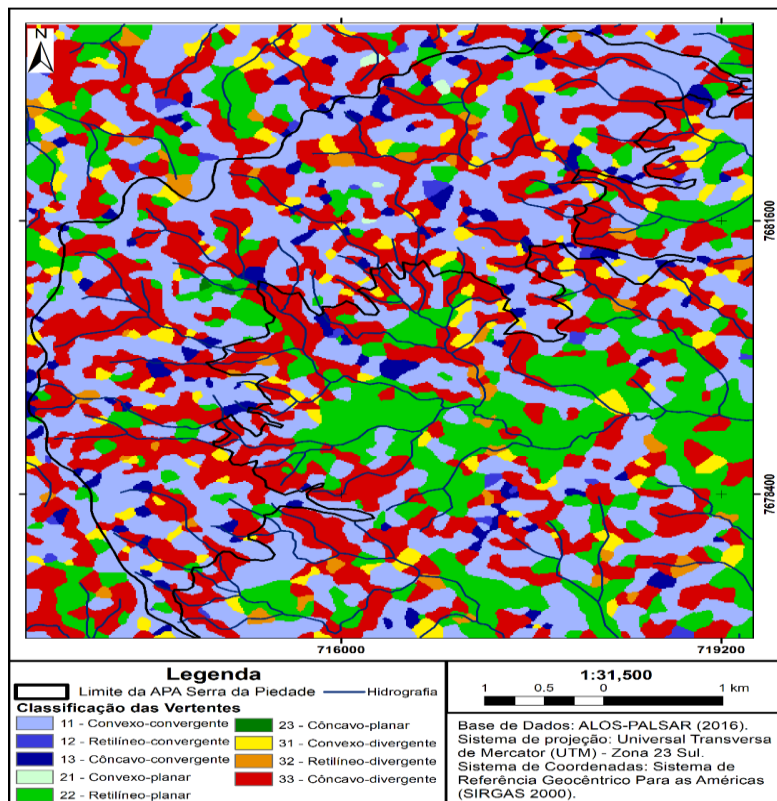 N
7681600
7678400
716000
719200
Legenda
Limite da APA Serra da Piedade
Hidrografia
Classificação das Vertentes
11 - Convexo-convergente
12 - Retilíneo-convergente
13 - Côncavo-convergente
21 - Convexo-planar
22 - Retilíneo-planar
23 - Côncavo-planar
31 - Convexo-divergente
32 - Retilíneo-divergente
33 - Côncavo-divergente
1:31,500
1 0.5 0 1 km
Base de Dados: ALOS-PALSAR (2016).
Sistema de projeção: Universal Transversa
de Mercator (UTM) - Zona 23 Sul.
Sistema de Coordenadas: Sistema de
Referência Geocêntrico Para as Américas
(SIRGAS 2000).